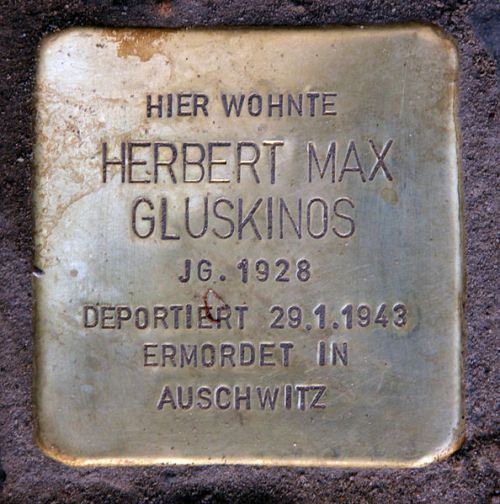 HIER WOHNTE
HERBERT MAX
GLUSKINOS
JG. 1928
DEPORTIERT 29.1.1943
ERMORDET IN
AUSCHWITZ